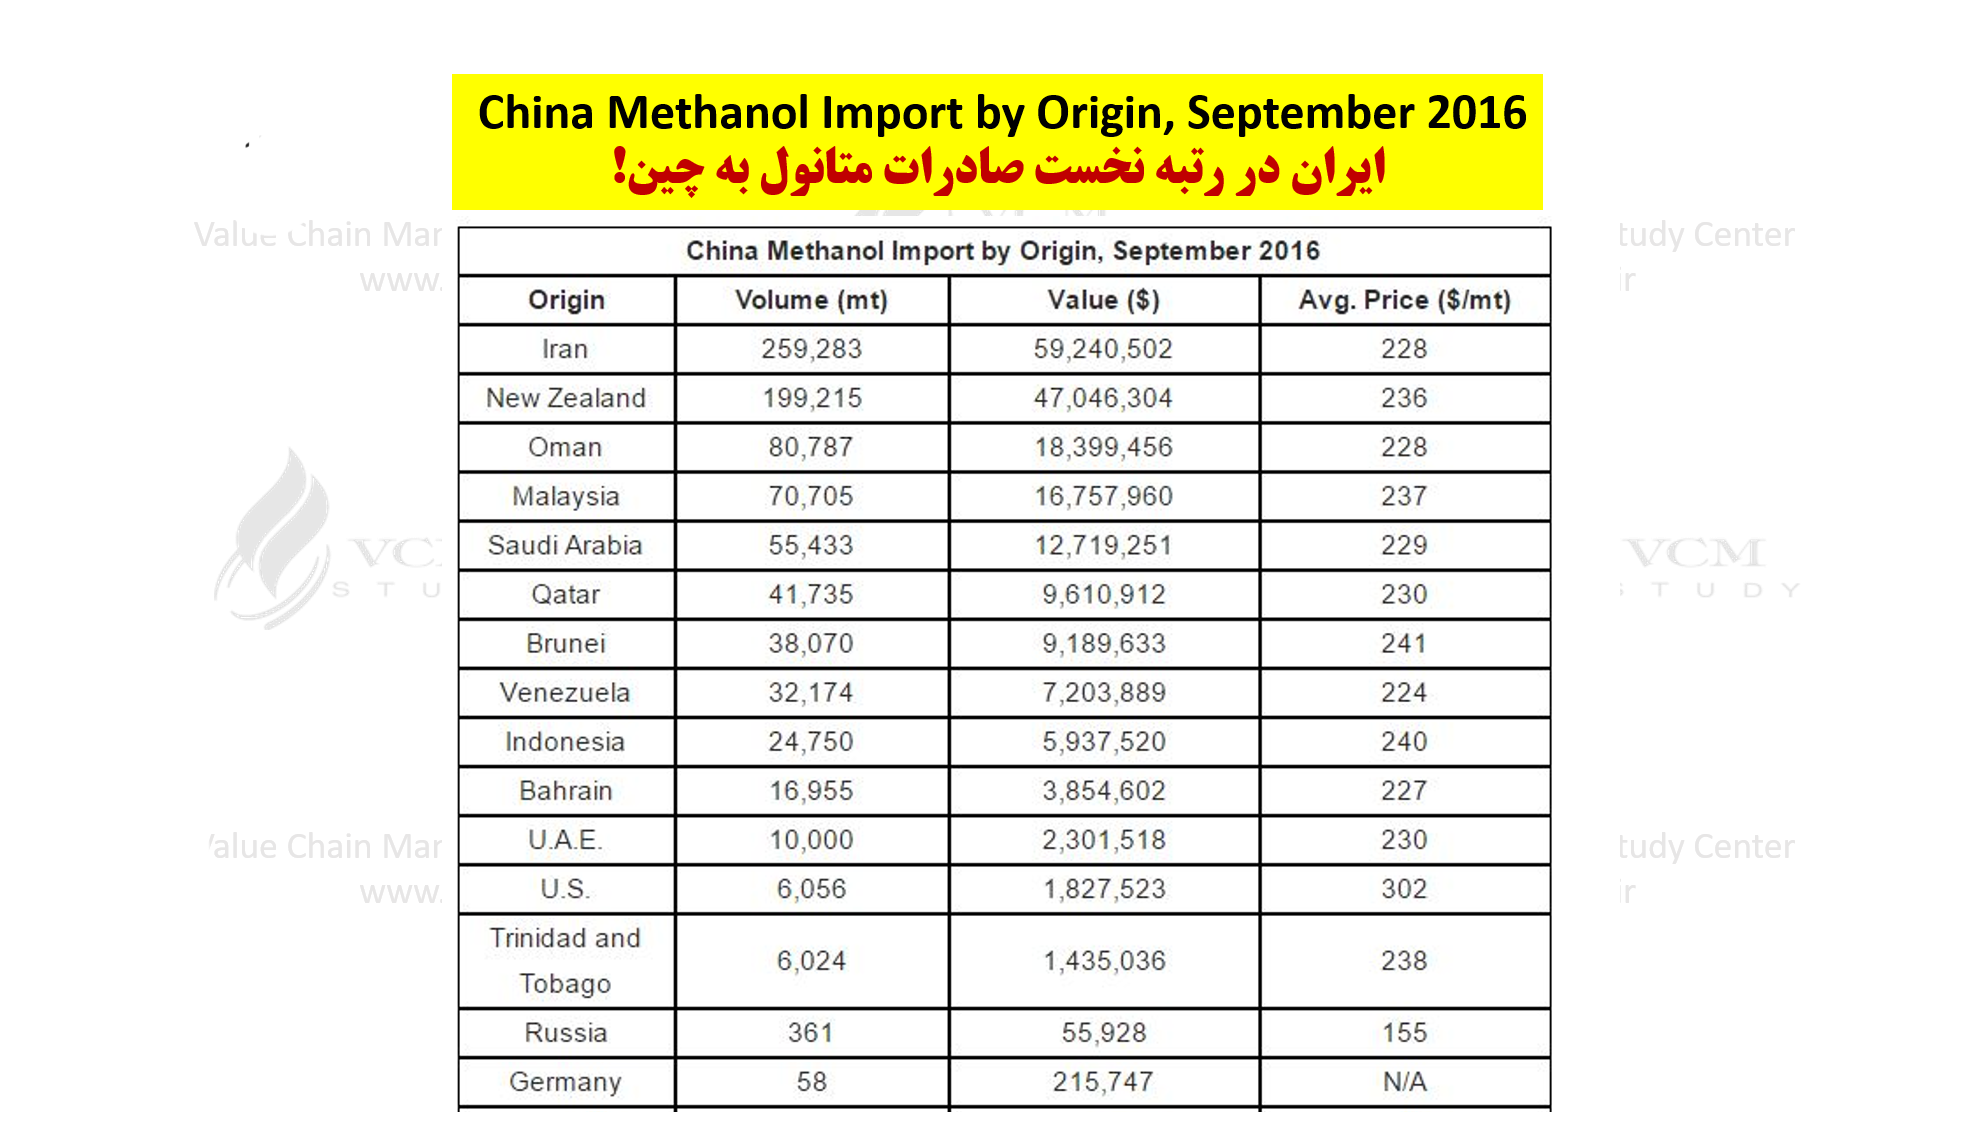 China Methanol Import by Origin, September 2016
ایران در رتبه نخست صادرات متانول به چین!
Value Chain Mar
tudy Center
www.
ir
China Methanol Import by Origin, September 2016
Origin Volume (mt) Value ($) Avg. Price ($/mt)
Iran 259,283 59,240,502 228
New Zealand 199,215 47,046,304 236
Oman 80,787 18,399,456 228
Malaysia 70,705 16,757,960 237
Saudi Arabia 55,433 12,719,251 229
Qatar 41,735 9,610,912 230
Brunei 38,070 9,189,633 241
Venezuela 32,174 7,203,889 224
Indonesia 24,750 5,937,520 240
Bahrain 16,955 3,854,602 227
U.A.E. 10,000 2,301,518 230
U.S. 6,056 1,827,523 302
Trinidad and
Tobago 6,024 1,435,036 238
Russia 361 55,928 155
Germany 58 215,747 N/A
VC
STU
VCM
STUDY
Value Chain Mar
tudy Center
www.
ir